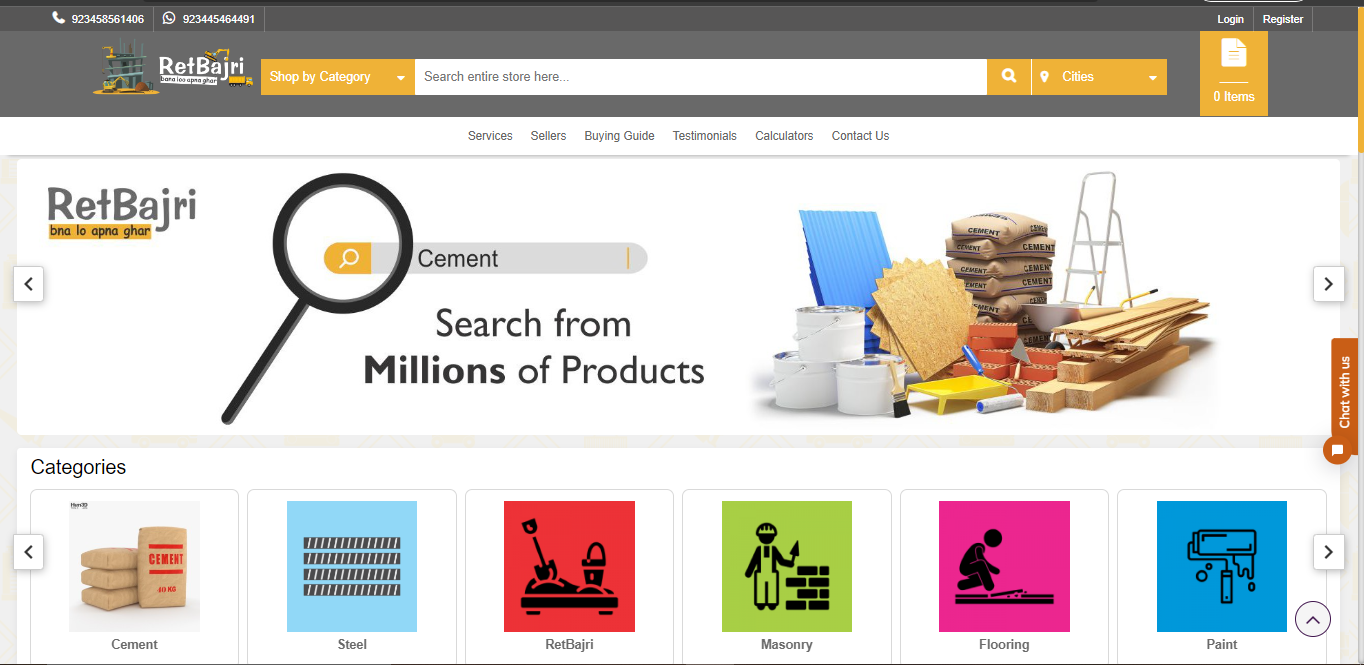 923458561406
923445464491
Login
Register
RetBajri
bana loo apna ghar
Shop by Category
Search entire store here...
Cities
0 Items
Services
Sellers
Buying Guide
Testimonials
Calculators
Contact Us
RetBajri
bna lo apna ghar
Cement
Search from
Millions of Products
CEMENT
CEMENT
CEMENT
CEMENT
CEMENT
CEMENT
CEMENT
Chat with us
Categories
CEMENT
40 KG
Cement
Steel
RetBajri
Masonry
Flooring
Paint